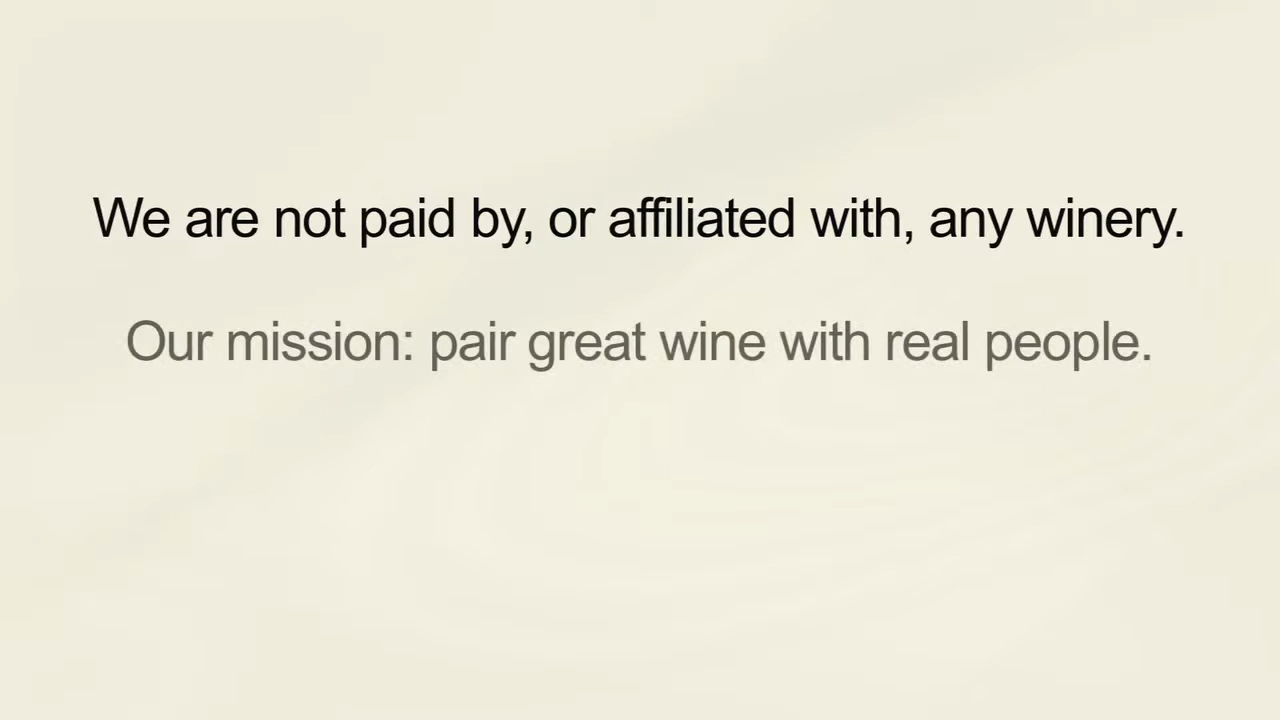 We are not paid by, or affiliated with, any winery.
Our mission: pair great wine with real people.